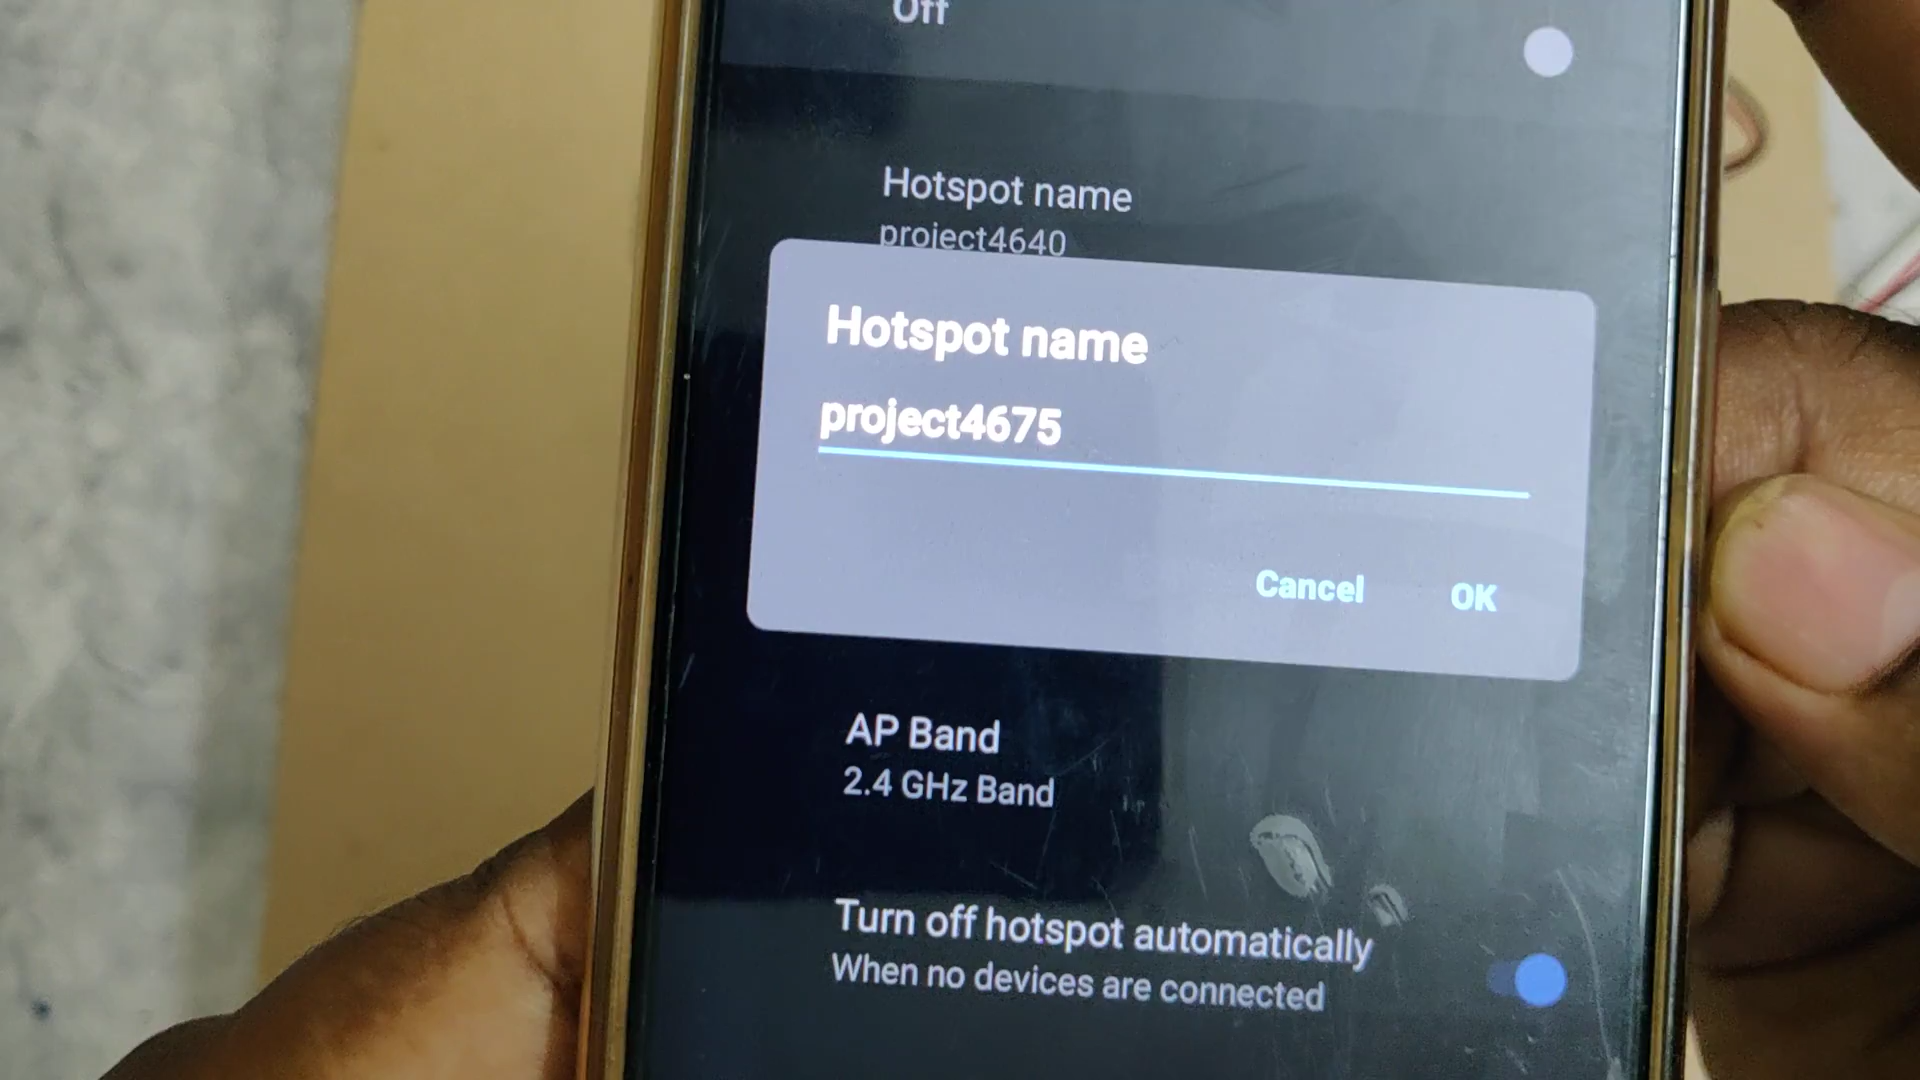 Off
Hotspot name
project4640
Hotspot name
project4675
Cancel OK
AP Band
2.4 GHz Band
Turn off hotspot automatically
When no devices are connected